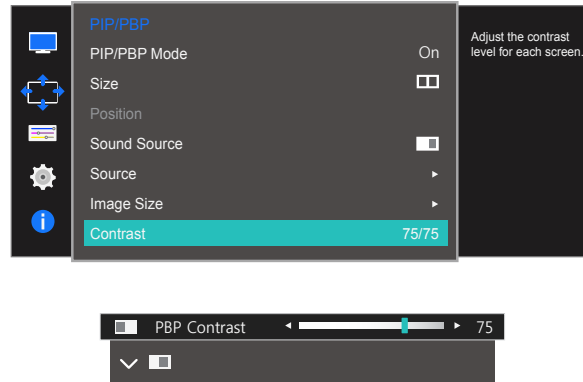 PIP/PBP
PIP/PBP Mode On
Size
Position
Sound Source
Source
Image Size
Contrast 75/75
Adjust the contrast
level for each screen.
PBP Contrast 75